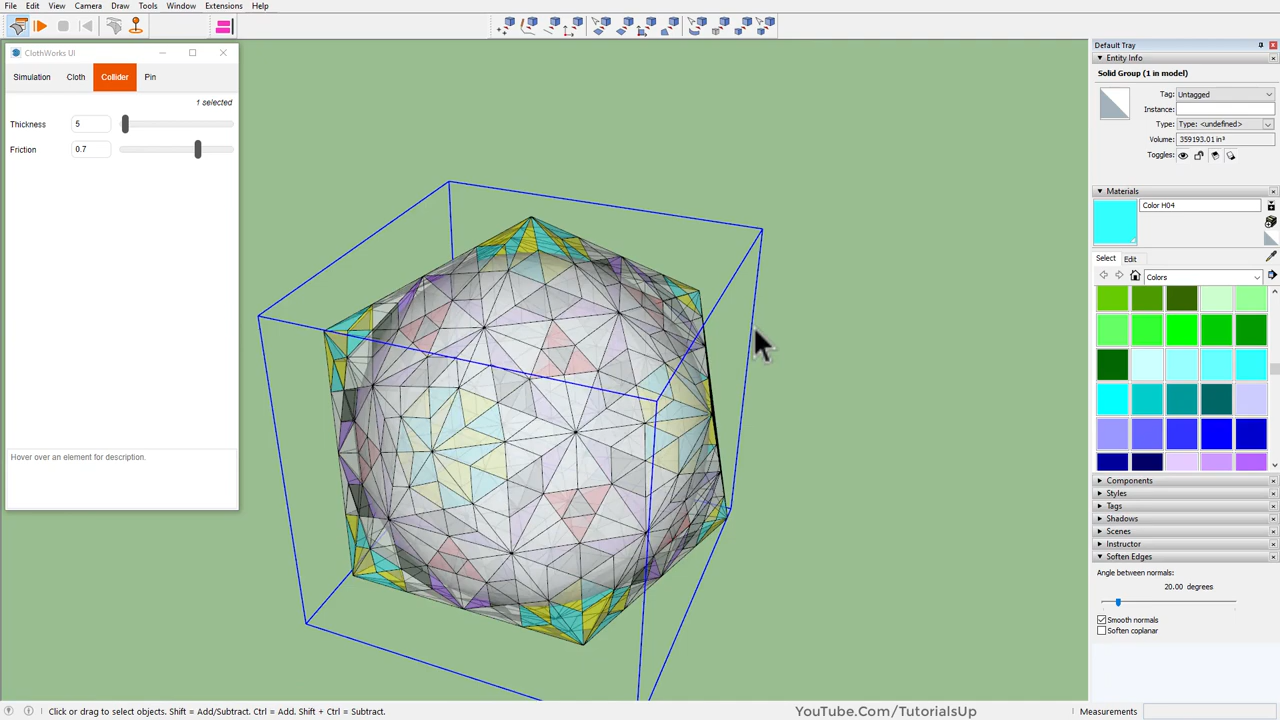 File Edit View Camera Draw Tools Window Extensions Help
ClothWorks UI
Simulation Cloth Collider Pin
1 selected
Thickness 5
Friction 0.7
Hover over an element for description.
Default Tray
Entity Info
Solid Group (1 in model)
Tag: Untagged
Instance:
Type: Type: <undefined>
Volume: 359193.01 in³
Toggles:
Materials
Color H04
Select Edit
Colors
Components
Styles
Tags
Shadows
Scenes
Instructor
Soften Edges
Angle between normals:
20.00 degrees
Smooth normals
Soften coplanar
Click or drag to select objects. Shift = Add/Subtract. Ctrl = Add. Shift + Ctrl = Subtract.
YouTube.Com/TutorialsUp
Measurements